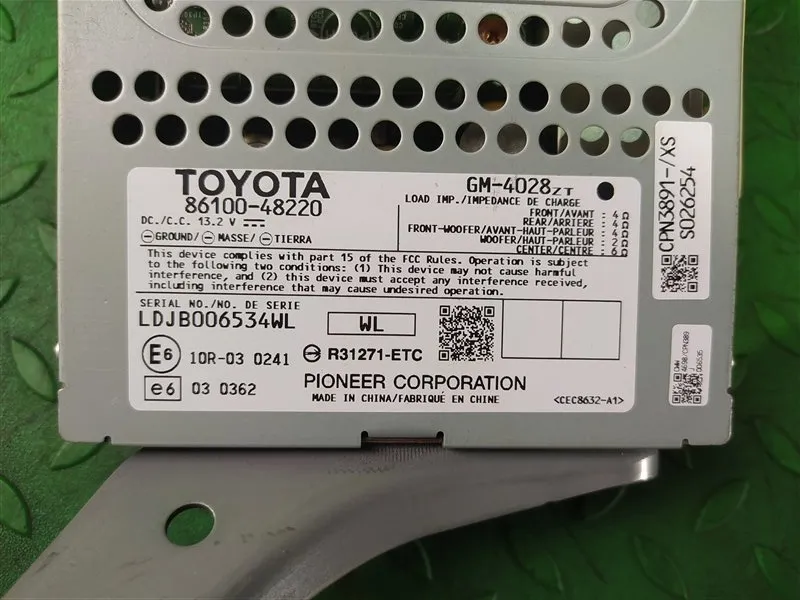 TOYOTA
86100-48220
DC./C.C. 13.2 V
GROUND/ MASSE/ TIERRA
GM-4028ZT
LOAD IMP./IMPEDANCE DE CHARGE
FRONT/AVANT : 4Ω
REAR/ARRIERE : 4Ω
FRONT-WOOFER/AVANT-HAUT-PARLEUR : 4Ω
WOOFER/HAUT-PARLEUR : 2Ω
CENTER/CENTRE : 6Ω
This device complies with part 15 of the FCC Rules. Operation is subject
to the following two conditions: (1) This device may not cause harmful
interference, and (2) this device must accept any interference received,
including interference that may cause undesired operation.
SERIAL NO./NO. DE SERIE
LDJB006534WL
WL
E6 10R-03 0241
R31271-ETC
e6 03 0362
PIONEER CORPORATION
MADE IN CHINA/FABRIQUÉ EN CHINE
<CEC8632-A1>
CPN3891-/XS
S026254